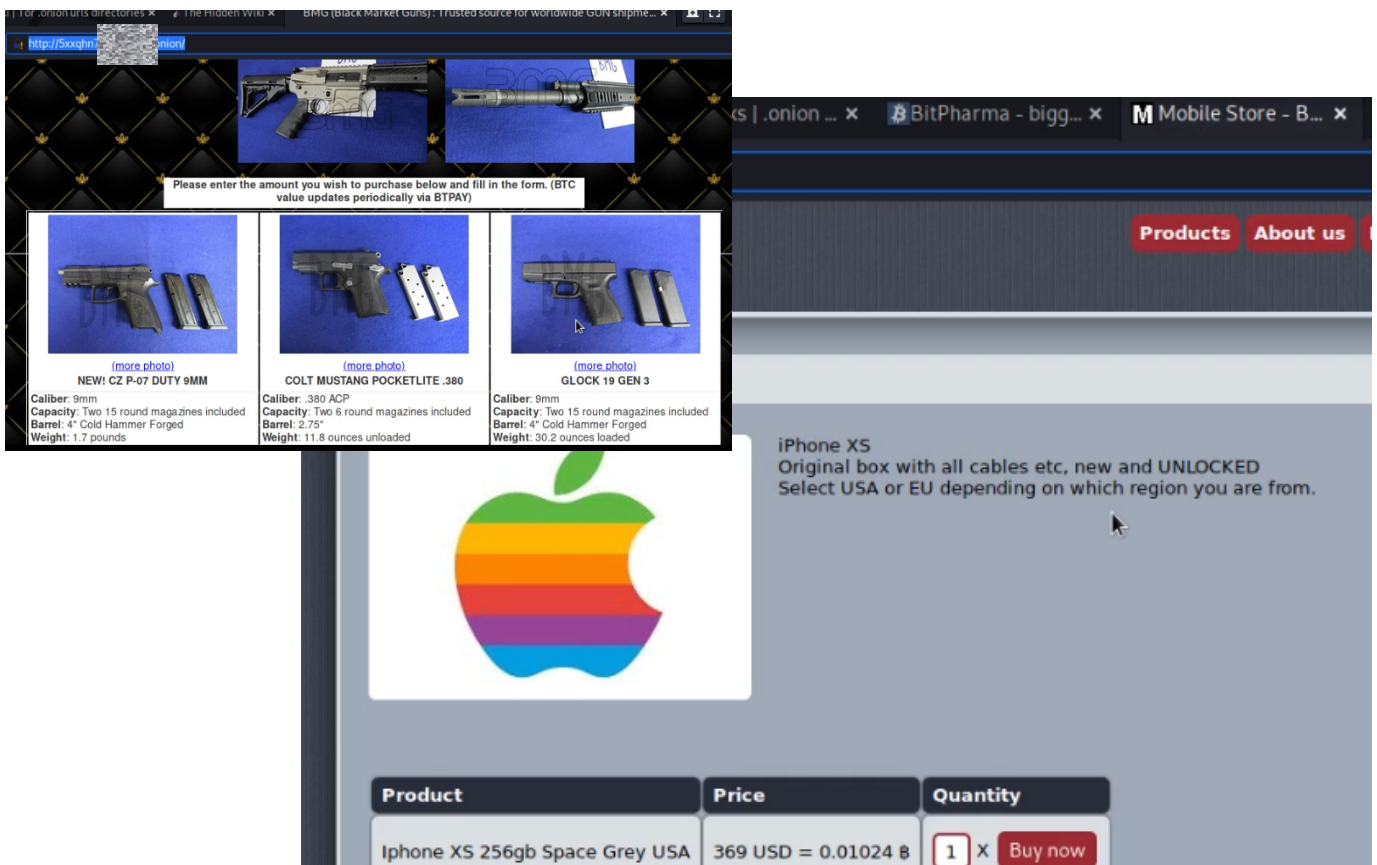 Tor .onion urls directories ×
The Hidden Wiki ×
BMG (Black Market Guns) : Trusted source for worldwide GUN shipme... ×
http://5xxqhn
onion/
BMG
BMG
Please enter the amount you wish to purchase below and fill in the form. (BTC
value updates periodically via BTPAY)
(more photo)
NEW! CZ P-07 DUTY 9MM
Caliber: 9mm
Capacity: Two 15 round magazines included
Barrel: 4" Cold Hammer Forged
Weight: 1.7 pounds
(more photo)
COLT MUSTANG POCKETLITE .380
Caliber: .380 ACP
Capacity: Two 6 round magazines included
Barrel: 2.75"
Weight: 11.8 ounces unloaded
(more photo)
GLOCK 19 GEN 3
Caliber: 9mm
Capacity: Two 15 round magazines included
Barrel: 4" Cold Hammer Forged
Weight: 30.2 ounces loaded
ks | .onion ... ×
BitPharma - bigg... ×
M Mobile Store - B... ×
Products
About us
iPhone XS
Original box with all cables etc, new and UNLOCKED
Select USA or EU depending on which region you are from.
Product Price Quantity
Iphone XS 256gb Space Grey USA 369 USD = 0.01024 ฿ 1 X Buy now